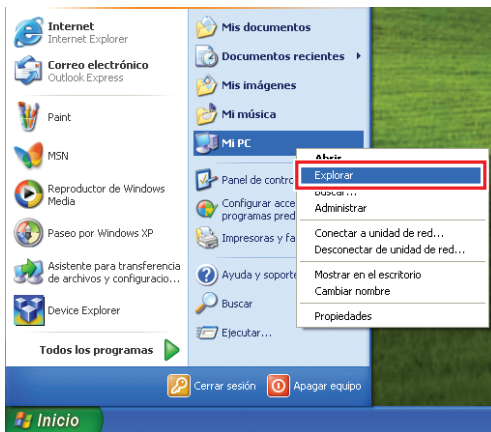 Internet
Internet Explorer
Correo electrónico
Outlook Express
Paint
MSN
Reproductor de Windows
Media
Paseo por Windows XP
Asistente para transferencia
de archivos y configuracio...
Device Explorer
Todos los programas
Mis documentos
Documentos recientes
Mis imágenes
Mi música
Mi PC
Panel de contro
Configurar acce
programas pred
Impresoras y fa
Ayuda y soporte
Buscar
Ejecutar...
Abrir
Explorar
Buscar...
Administrar
Conectar a unidad de red...
Desconectar de unidad de red...
Mostrar en el escritorio
Cambiar nombre
Propiedades
Cerrar sesión
Apagar equipo
Inicio